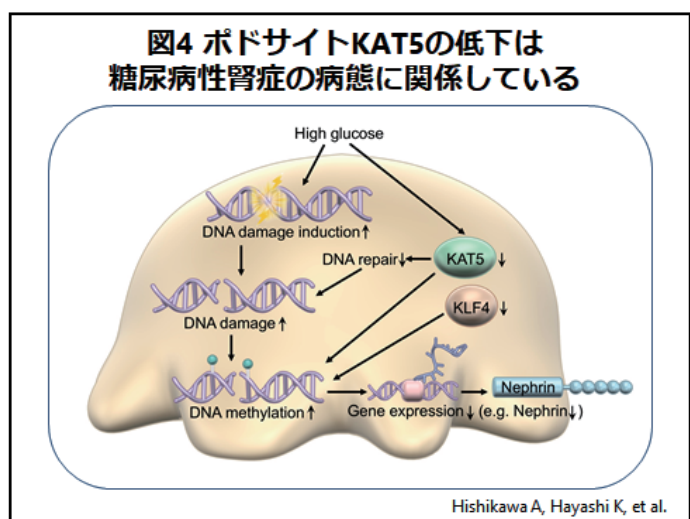 図4 ポドサイトKAT5の低下は
糖尿病性腎症の病態に関係している
High glucose
DNA damage induction↑
DNA repair↓
KAT5 ↓
DNA damage↑
KLF4 ↓
DNA methylation↑
Gene expression↓ (e.g. Nephrin↓)
Nephrin
Hishikawa A, Hayashi K, et al.